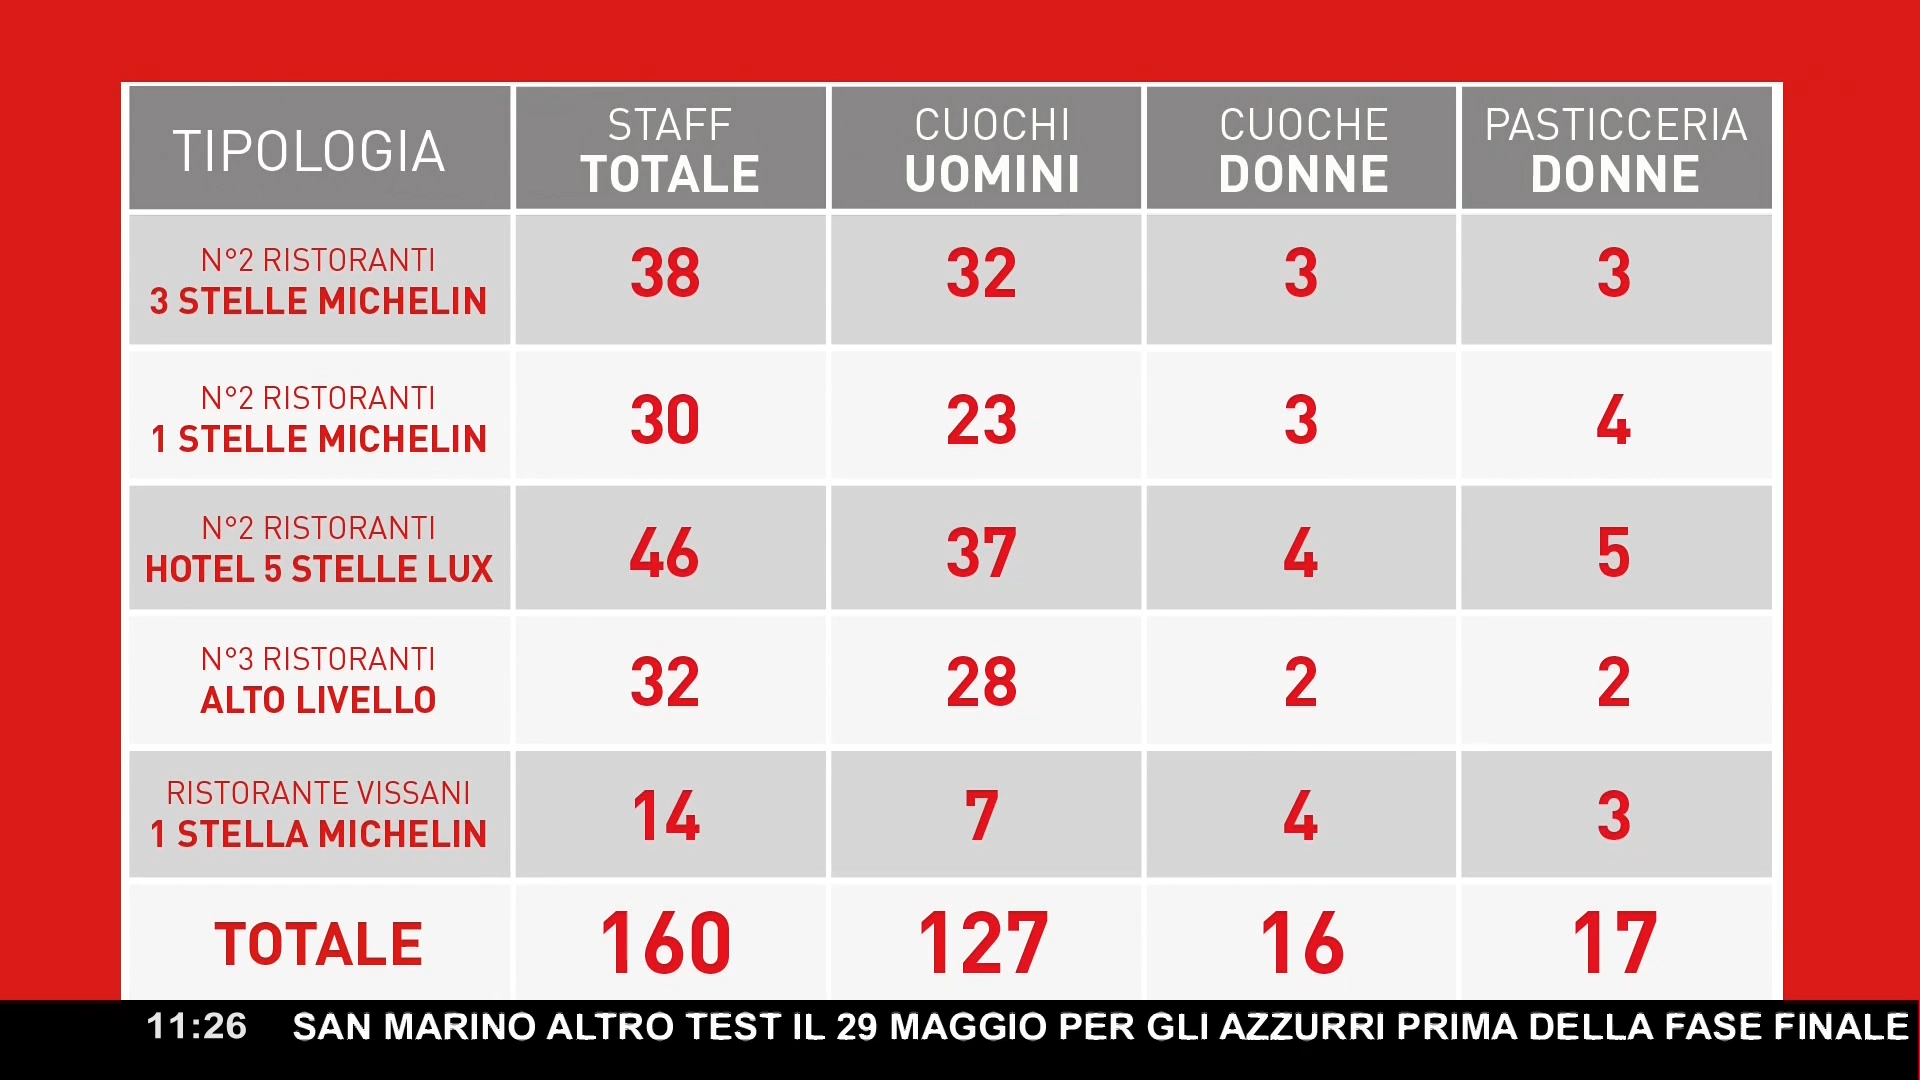 TIPOLOGIA
STAFF
TOTALE
CUOCHI
UOMINI
CUOCHE
DONNE
PASTICCERIA
DONNE
N°2 RISTORANTI
3 STELLE MICHELIN
38
32
3
3
N°2 RISTORANTI
1 STELLE MICHELIN
30
23
3
4
N°2 RISTORANTI
HOTEL 5 STELLE LUX
46
37
4
5
N°3 RISTORANTI
ALTO LIVELLO
32
28
2
2
RISTORANTE VISSANI
1 STELLA MICHELIN
14
7
4
3
TOTALE
160
127
16
17
11:26 SAN MARINO ALTRO TEST IL 29 MAGGIO PER GLI AZZURRI PRIMA DELLA FASE FINALE